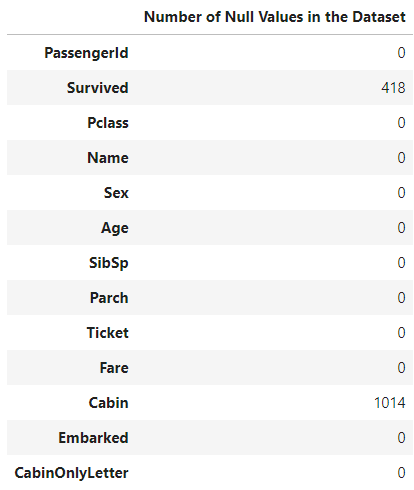 Number of Null Values in the Dataset
PassengerId 0
Survived 418
Pclass 0
Name 0
Sex 0
Age 0
SibSp 0
Parch 0
Ticket 0
Fare 0
Cabin 1014
Embarked 0
CabinOnlyLetter 0